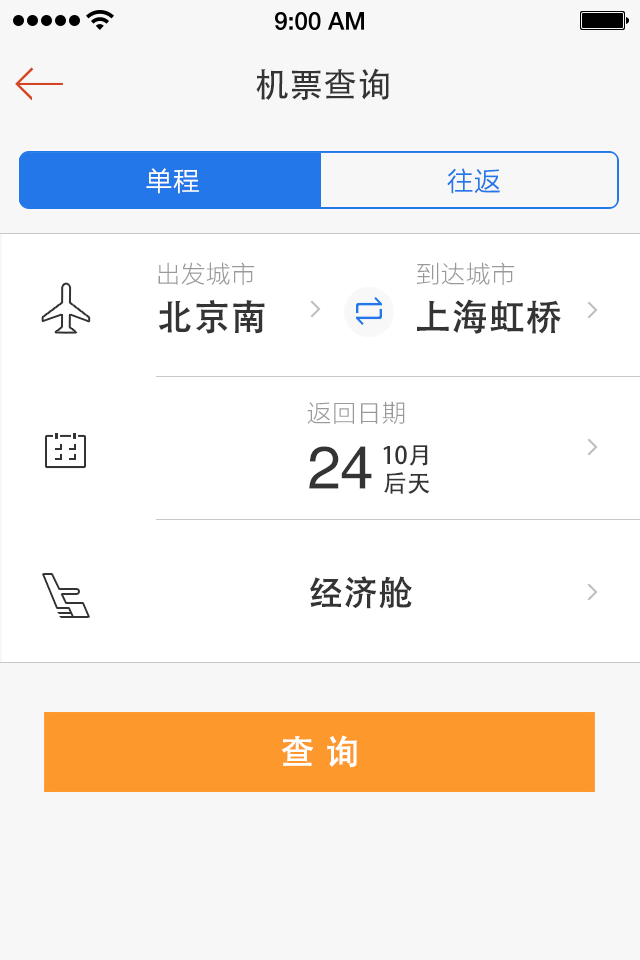 9:00 AM
机票查询
单程 往返
出发城市 到达城市
北京南 上海虹桥
返回日期
24 10月
后天
经济舱
查 询